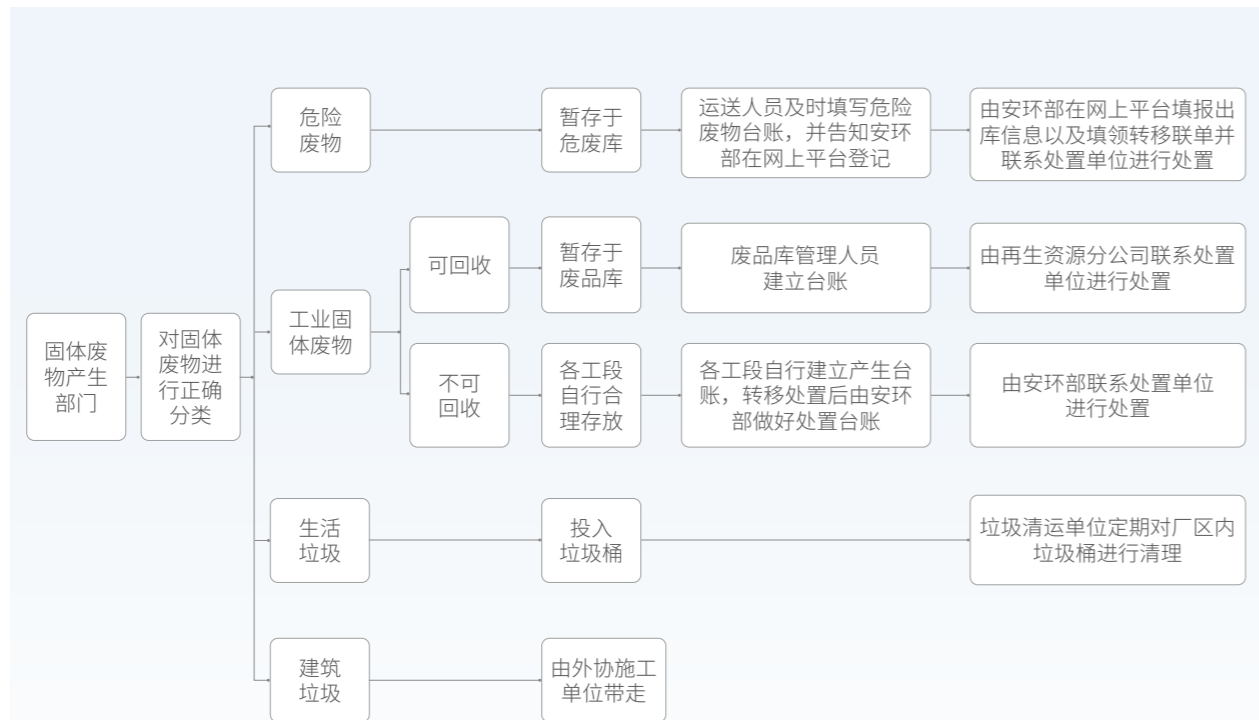 固体废
物产生
部门
对固体
废物进
行正确
分类
危险
废物
暂存于
危废库
运送人员及时填写危险
废物台账，并告知安环
部在网上平台登记
由安环部在网上平台填报出
库信息以及填领转移联单并
联系处置单位进行处置
工业固
体废物
可回收
暂存于
废品库
废品库管理人员
建立台账
由再生资源分公司联系处置
单位进行处置
不可
回收
各工段
自行合
理存放
各工段自行建立产生台
账，转移处置后由安环
部做好处置台账
由安环部联系处置单位
进行处置
生活
垃圾
投入
垃圾桶
垃圾清运单位定期对厂区内
垃圾桶进行清理
建筑
垃圾
由外协施工
单位带走